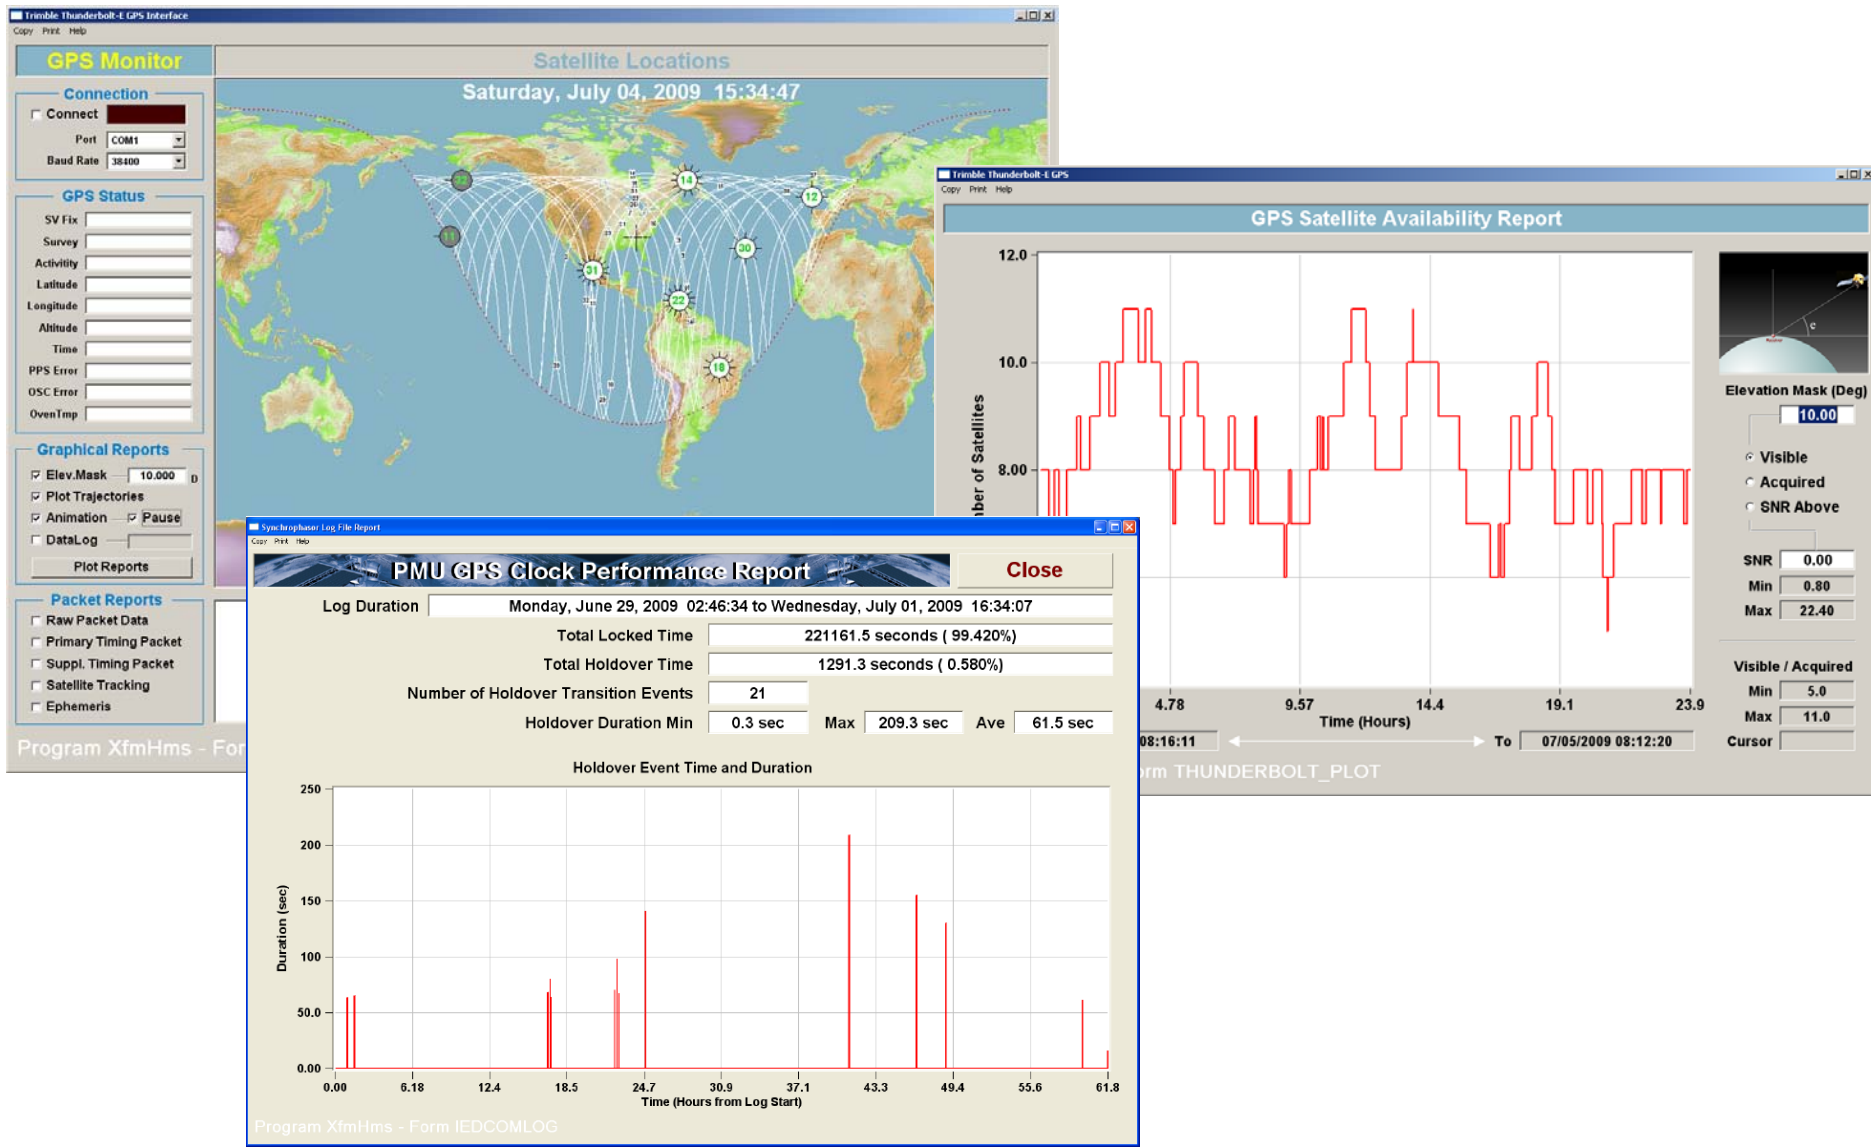 Trimble Thunderbolt-E GPS Interface
Copy Print Help
GPS Monitor
Satellite Locations
Saturday, July 04, 2009 15:34:47
Connection
Connect
Port COM1
Baud Rate 38400
GPS Status
SV Fix
Survey
Activitity
Latitude
Longitude
Altitude
Time
PPS Error
OSC Error
OvenTmp
Graphical Reports
Elev.Mask 10.000 D
Plot Trajectories
Animation Pause
DataLog
Plot Reports
Packet Reports
Raw Packet Data
Primary Timing Packet
Suppl. Timing Packet
Satellite Tracking
Ephemeris
Program XfmHms - For
14
12
11
30
31
22
18
Trimble Thunderbolt-E GPS
Copy Print Help
GPS Satellite Availability Report
12.0
10.0
8.00
mber of Satellites
4.78 9.57 14.4 19.1 23.9
Time (Hours)
08:16:11 To 07/05/2009 08:12:20
rm THUNDERBOLT_PLOT
e
Elevation Mask (Deg)
10.00
Visible
Acquired
SNR Above
SNR 0.00
Min 0.80
Max 22.40
Visible / Acquired
Min 5.0
Max 11.0
Cursor
Synchrophasor Log File Report
Copy Print Help
PMU GPS Clock Performance Report
Close
Log Duration Monday, June 29, 2009 02:46:34 to Wednesday, July 01, 2009 16:34:07
Total Locked Time 221161.5 seconds ( 99.420%)
Total Holdover Time 1291.3 seconds ( 0.580%)
Number of Holdover Transition Events 21
Holdover Duration Min 0.3 sec Max 209.3 sec Ave 61.5 sec
Holdover Event Time and Duration
250
200
150
100
50.0
0.00
Duration (sec)
0.00 6.18 12.4 18.5 24.7 30.9 37.1 43.3 49.4 55.6 61.8
Time (Hours from Log Start)
Program XfmHms - Form IEDCOMLOG